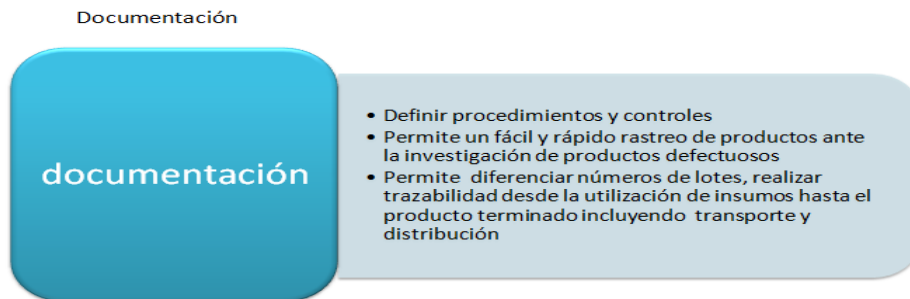 Documentación
documentación
• Definir procedimientos y controles
• Permite un fácil y rápido rastreo de productos ante
la investigación de productos defectuosos
• Permite diferenciar números de lotes, realizar
trazabilidad desde la utilización de insumos hasta el
producto terminado incluyendo transporte y
distribución